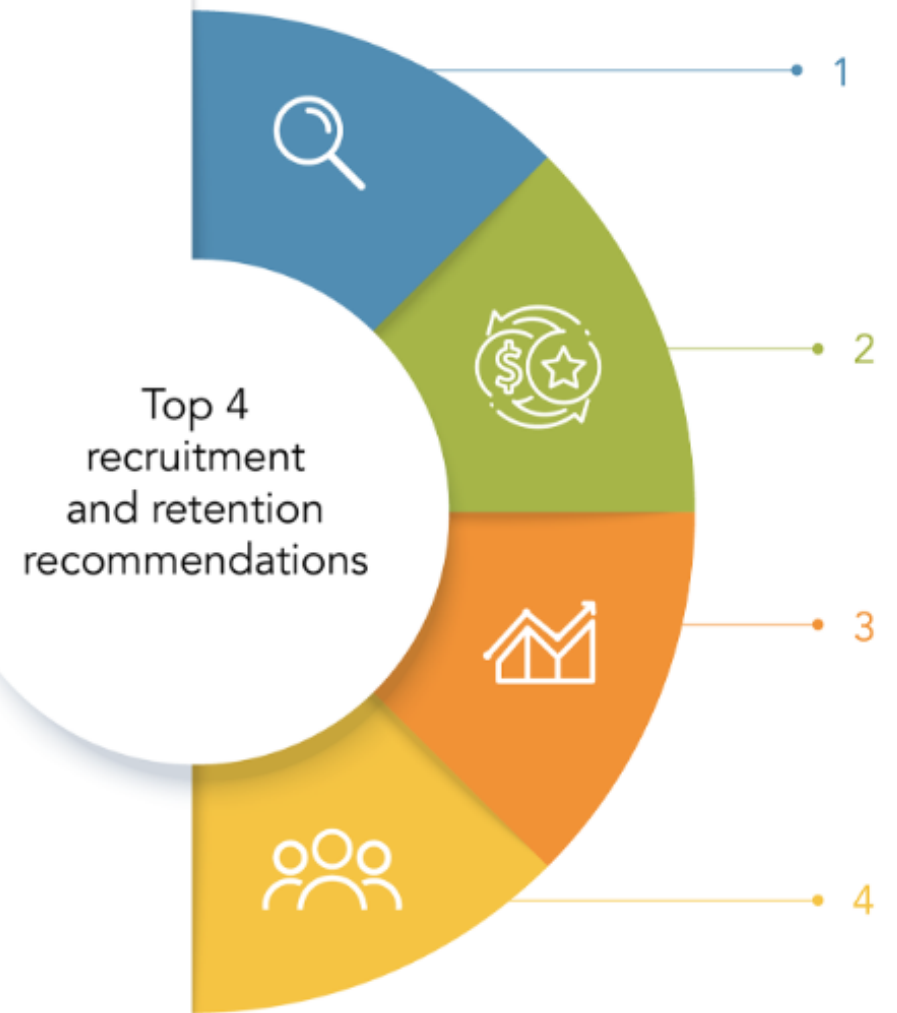 Top 4
recruitment
and retention
recommendations
1
$
2
3
4